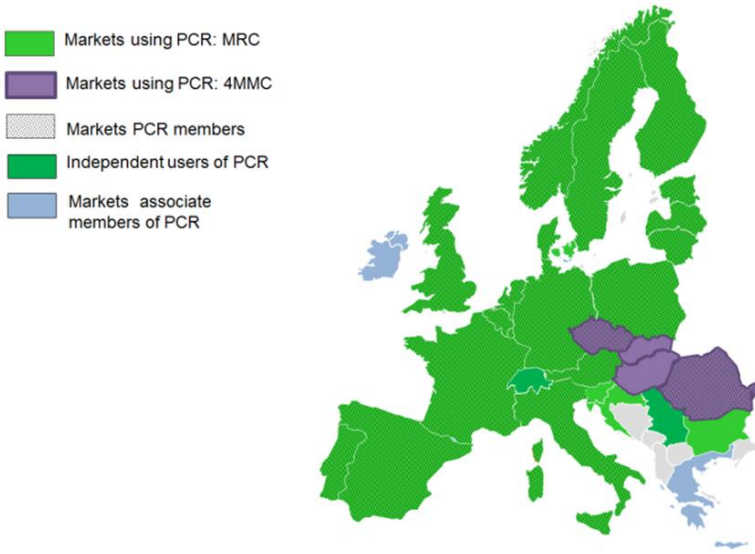 Markets using PCR: MRC
Markets using PCR: 4MMC
Markets PCR members
Independent users of PCR
Markets associate
members of PCR